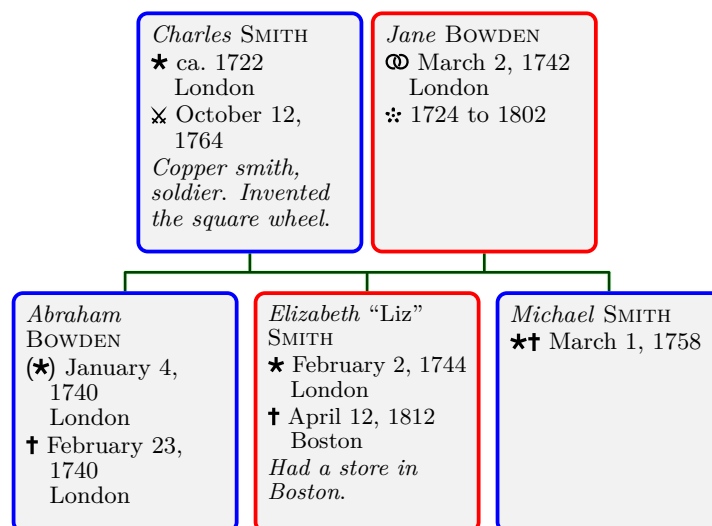 Charles SMITH
★ ca. 1722
London
⚔ October 12,
1764
Copper smith,
soldier. Invented
the square wheel.
Jane BOWDEN
⚭ March 2, 1742
London
1724 to 1802
Abraham
BOWDEN
(★) January 4,
1740
London
✝ February 23,
1740
London
Elizabeth “Liz”
SMITH
★ February 2, 1744
London
✝ April 12, 1812
Boston
Had a store in
Boston.
Michael SMITH
★✝ March 1, 1758